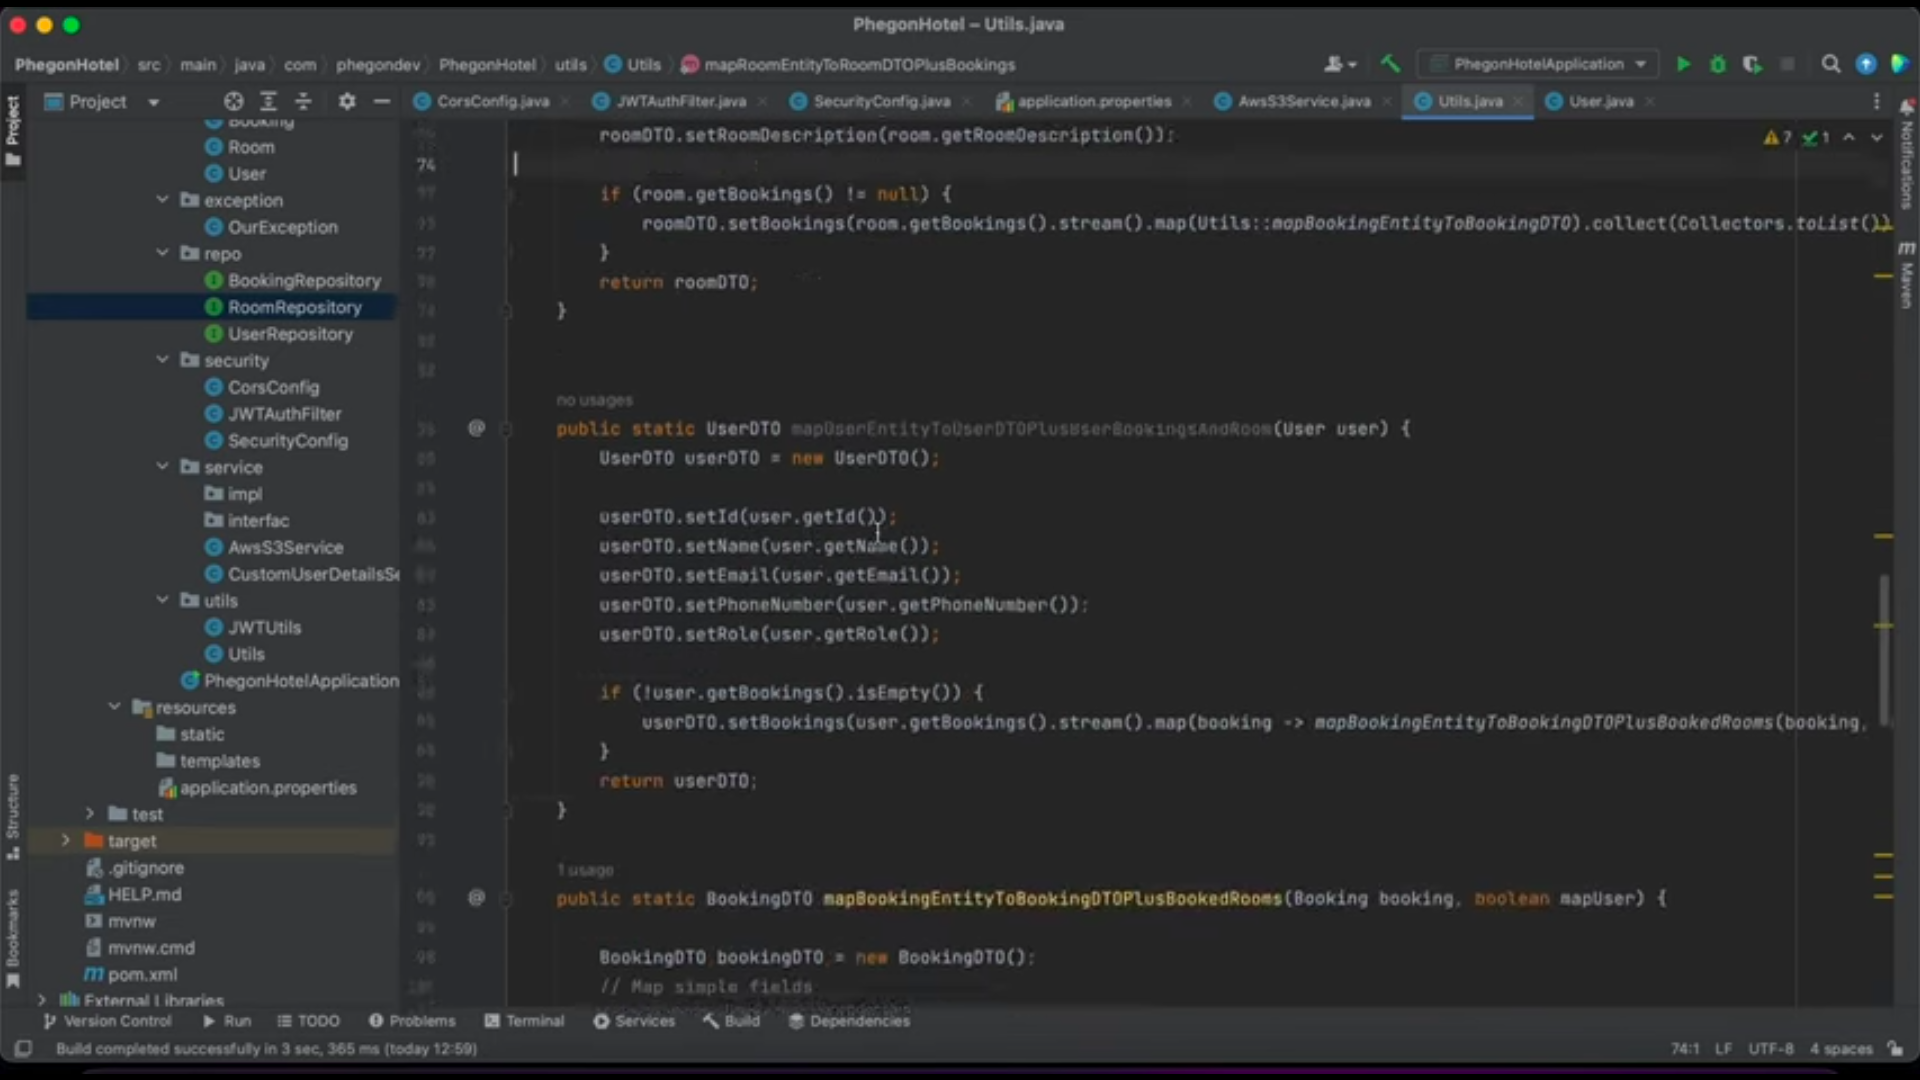 PhegonHotel – Utils.java
PhegonHotel src main java com phegondev PhegonHotel utils Utils mapRoomEntityToRoomDTOPlusBookings
PhegonHotelApplication
Project
CorsConfig.java JWTAuthFilter.java SecurityConfig.java application.properties AwsS3Service.java Utils.java User.java
Project
Structure
Bookmarks
Booking
Room
User
exception
OurException
repo
BookingRepository
RoomRepository
UserRepository
security
CorsConfig
JWTAuthFilter
SecurityConfig
service
impl
interfac
AwsS3Service
CustomUserDetailsSe
utils
JWTUtils
Utils
PhegonHotelApplication
resources
static
templates
application.properties
test
target
.gitignore
HELP.md
mvnw
mvnw.cmd
pom.xml
External Libraries
roomDTO.setRoomDescription(room.getRoomDescription());
7 1
74
if (room.getBookings() != null) {
roomDTO.setBookings(room.getBookings().stream().map(Utils::mapBookingEntityToBookingDTO).collect(Collectors.toList())
}
return roomDTO;
}
no usages
public static UserDTO mapUserEntityToUserDTOPlusUserBookingsAndRoom(User user) {
UserDTO userDTO = new UserDTO();
userDTO.setId(user.getId());
userDTO.setName(user.getName());
userDTO.setEmail(user.getEmail());
userDTO.setPhoneNumber(user.getPhoneNumber());
userDTO.setRole(user.getRole());
if (!user.getBookings().isEmpty()) {
userDTO.setBookings(user.getBookings().stream().map(booking -> mapBookingEntityToBookingDTOPlusBookedRooms(booking,
}
return userDTO;
}
1 usage
public static BookingDTO mapBookingEntityToBookingDTOPlusBookedRooms(Booking booking, boolean mapUser) {
BookingDTO bookingDTO = new BookingDTO();
// Map simple fields
Notifications
Maven
Version Control Run TODO Problems Terminal Services Build Dependencies
Build completed successfully in 3 sec, 365 ms (today 12:59)
74:1 LF UTF-8 4 spaces